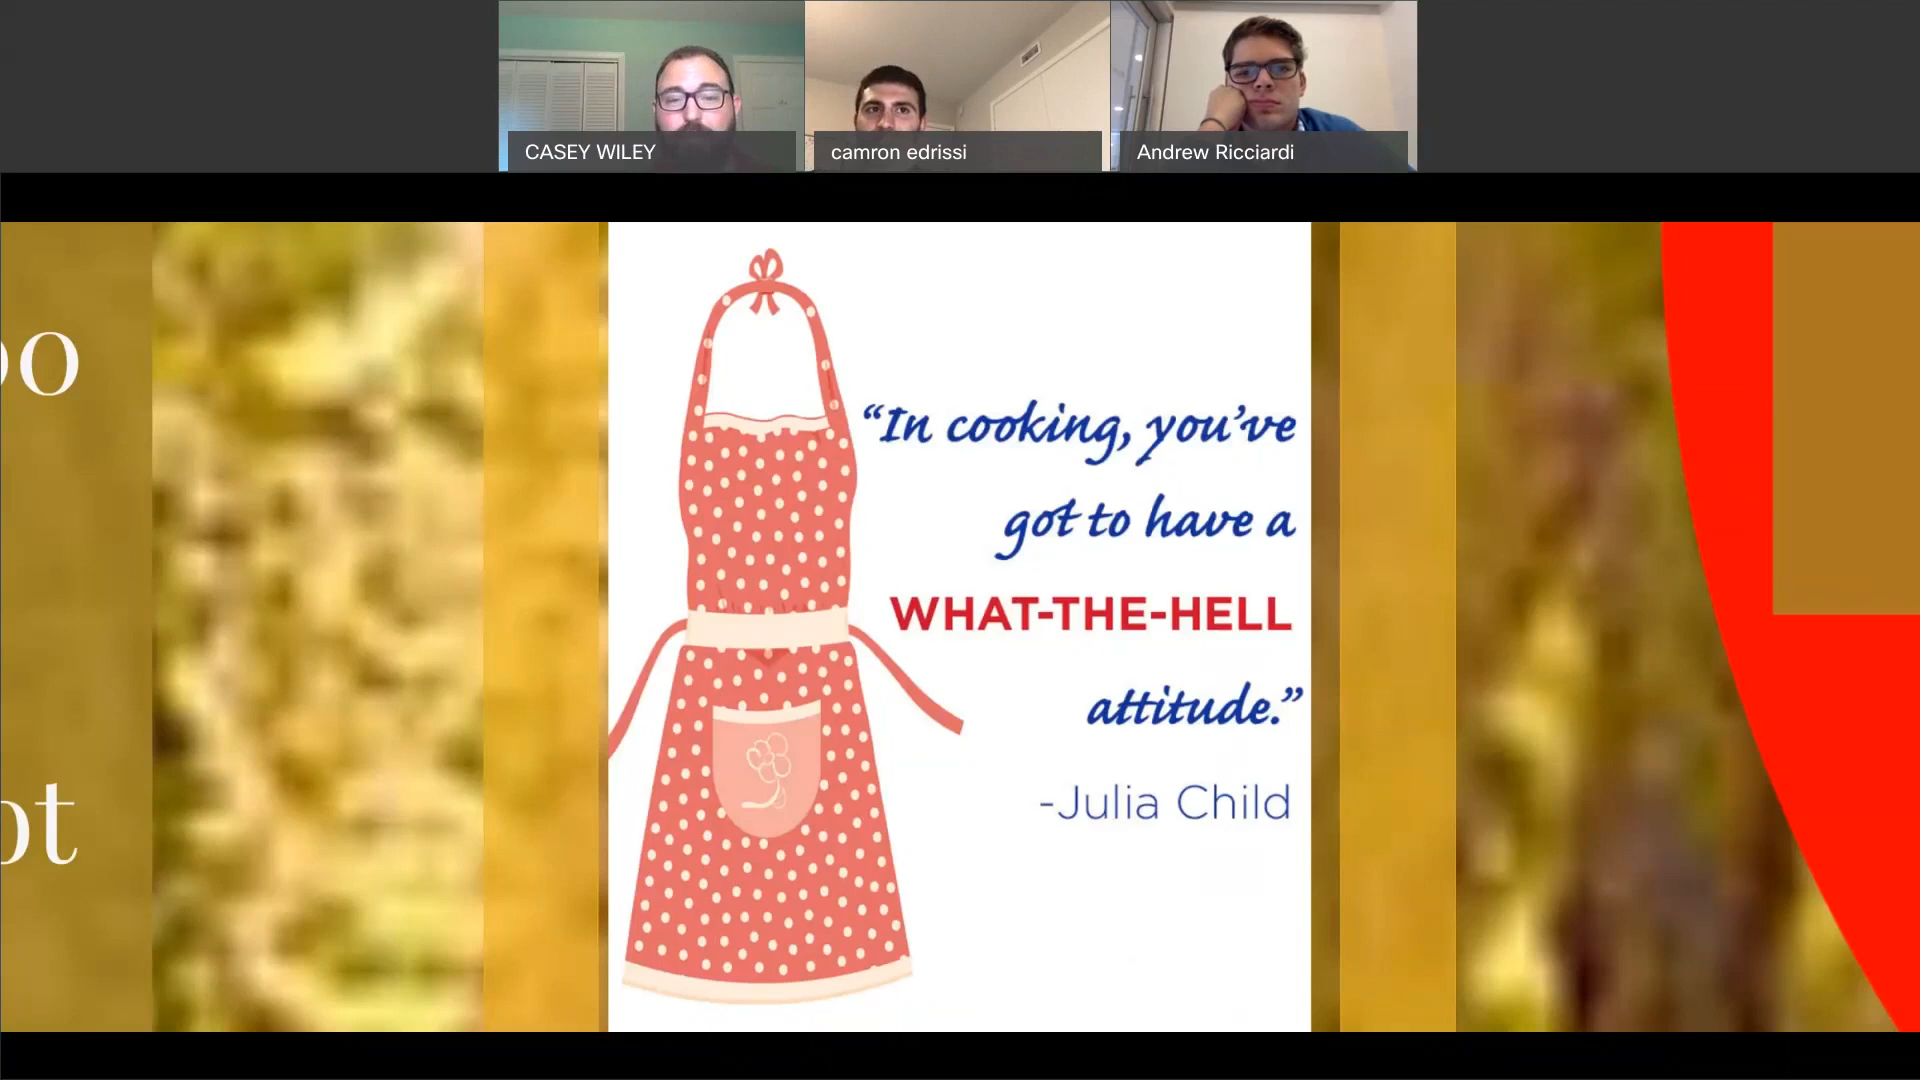 CASEY WILEY
camron edrissi
Andrew Ricciardi
“In cooking, you’ve
got to have a
WHAT-THE-HELL
attitude.”
-Julia Child